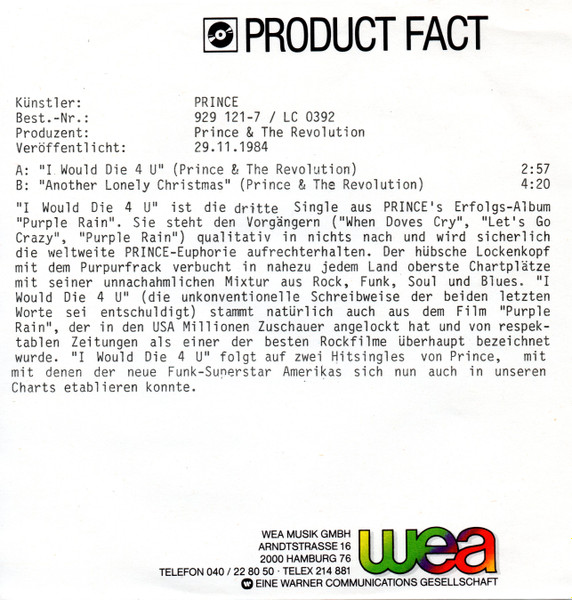 PRODUCT FACT
Künstler: PRINCE
Best.-Nr.: 929 121-7 / LC 0392
Produzent: Prince & The Revolution
Veröffentlicht: 29.11.1984
A: "I Would Die 4 U" (Prince & The Revolution) 2:57
B: "Another Lonely Christmas" (Prince & The Revolution) 4:20
"I Would Die 4 U" ist die dritte Single aus PRINCE's Erfolgs-Album
"Purple Rain". Sie steht den Vorgängern ("When Doves Cry", "Let's Go
Crazy", "Purple Rain") qualitativ in nichts nach und wird sicherlich
die weltweite PRINCE-Euphorie aufrechterhalten. Der hübsche Lockenkopf
mit dem Purpurfrack verbucht in nahezu jedem Land oberste Chartplätze
mit seiner unnachahmlichen Mixtur aus Rock, Funk, Soul und Blues. "I
Would Die 4 U" (die unkonventionelle Schreibweise der beiden letzten
Worte sei entschuldigt) stammt natürlich auch aus dem Film "Purple
Rain", der in den USA Millionen Zuschauer angelockt hat und von respek-
tablen Zeitungen als einer der besten Rockfilme überhaupt bezeichnet
wurde. "I Would Die 4 U" folgt auf zwei Hitsingles von Prince, mit
mit denen der neue Funk-Superstar Amerikas sich nun auch in unseren
Charts etablieren konnte.
WEA MUSIK GMBH
ARNDTSTRASSE 16
2000 HAMBURG 76
TELEFON 040 / 22 80 50 · TELEX 214 881
EINE WARNER COMMUNICATIONS GESELLSCHAFT
wea